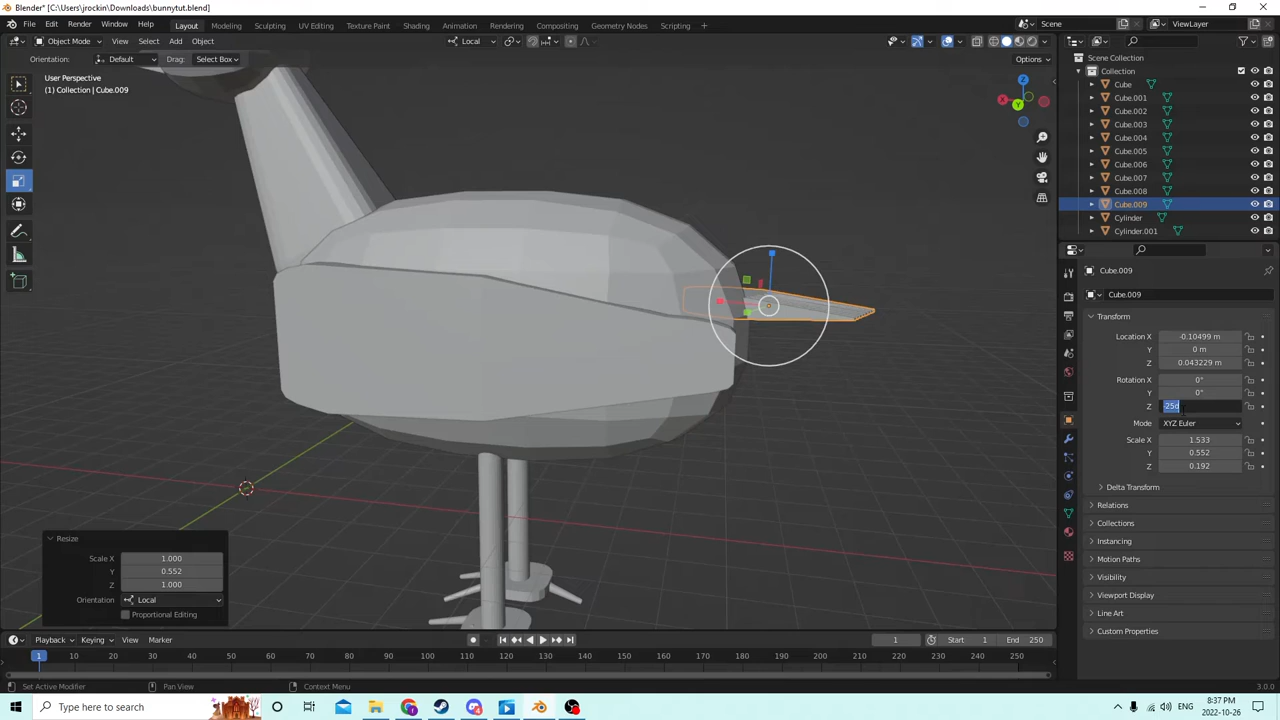 Blender* [C:\Users\jrockin\Downloads\bunnytut.blend]
File Edit Render Window Help Layout Modeling Sculpting UV Editing Texture Paint Shading Animation Rendering Compositing Geometry Nodes Scripting + Scene ViewLayer
Object Mode View Select Add Object Local
Orientation: Default Drag: Select Box Options
User Perspective
(1) Collection | Cube.009
Z
X
Y
Scene Collection
Collection
Cube
Cube.001
Cube.002
Cube.003
Cube.004
Cube.005
Cube.006
Cube.007
Cube.008
Cube.009
Cylinder
Cylinder.001
Cube.009
Cube.009
Transform
Location X -0.10499 m
Y 0 m
Z 0.043229 m
Rotation X 0°
Y 0°
Z -25d
Mode XYZ Euler
Scale X 1.533
Y 0.552
Z 0.192
Delta Transform
Relations
Collections
Instancing
Motion Paths
Visibility
Viewport Display
Line Art
Custom Properties
Resize
Scale X 1.000
Y 0.552
Z 1.000
Orientation Local
Proportional Editing
Playback Keying View Marker 1 Start 1 End 250
1 10 20 30 40 50 60 70 80 90 100 110 120 130 140 150 160 170 180 190 200 210 220 230 240 250
Set Active Modifier Pan View Context Menu 3.0.0
Type here to search
8:37 PM
2022-10-26